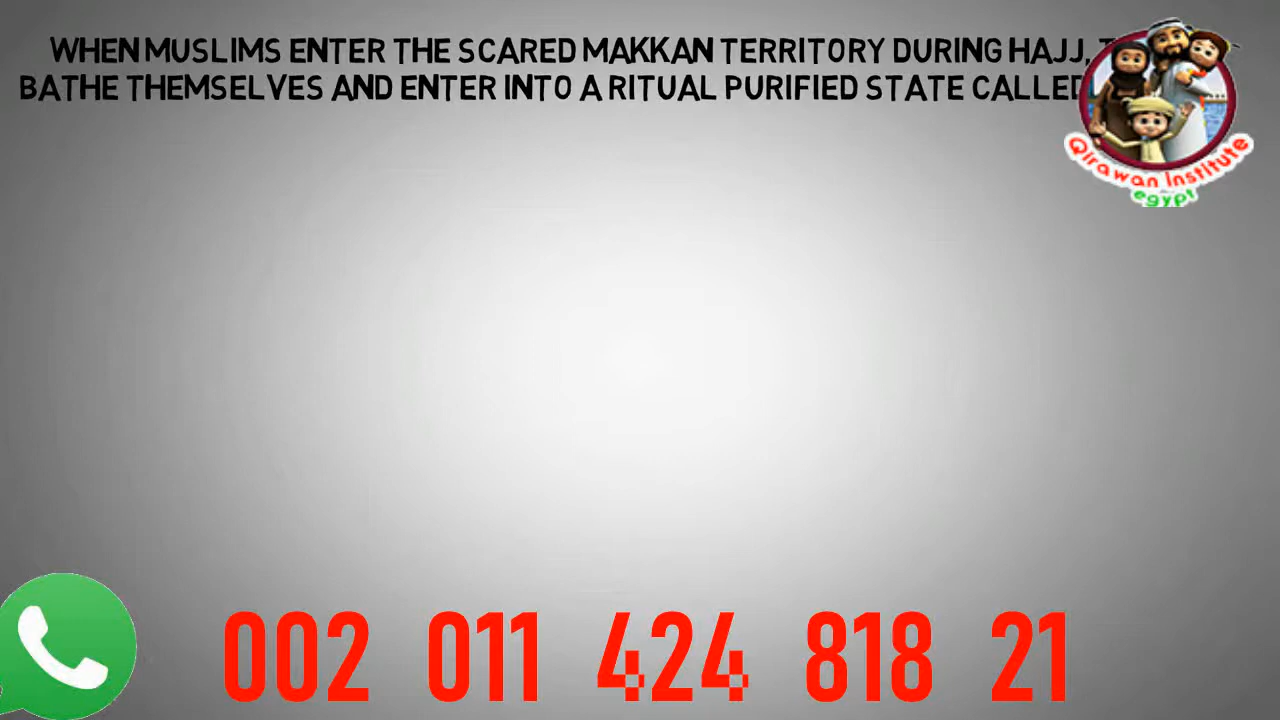 WHEN MUSLIMS ENTER THE SCARED MAKKAN TERRITORY DURING HAJJ,
BATHE THEMSELVES AND ENTER INTO A RITUAL PURIFIED STATE CALLED
Qirawan Institute
egypt
002 011 424 818 21